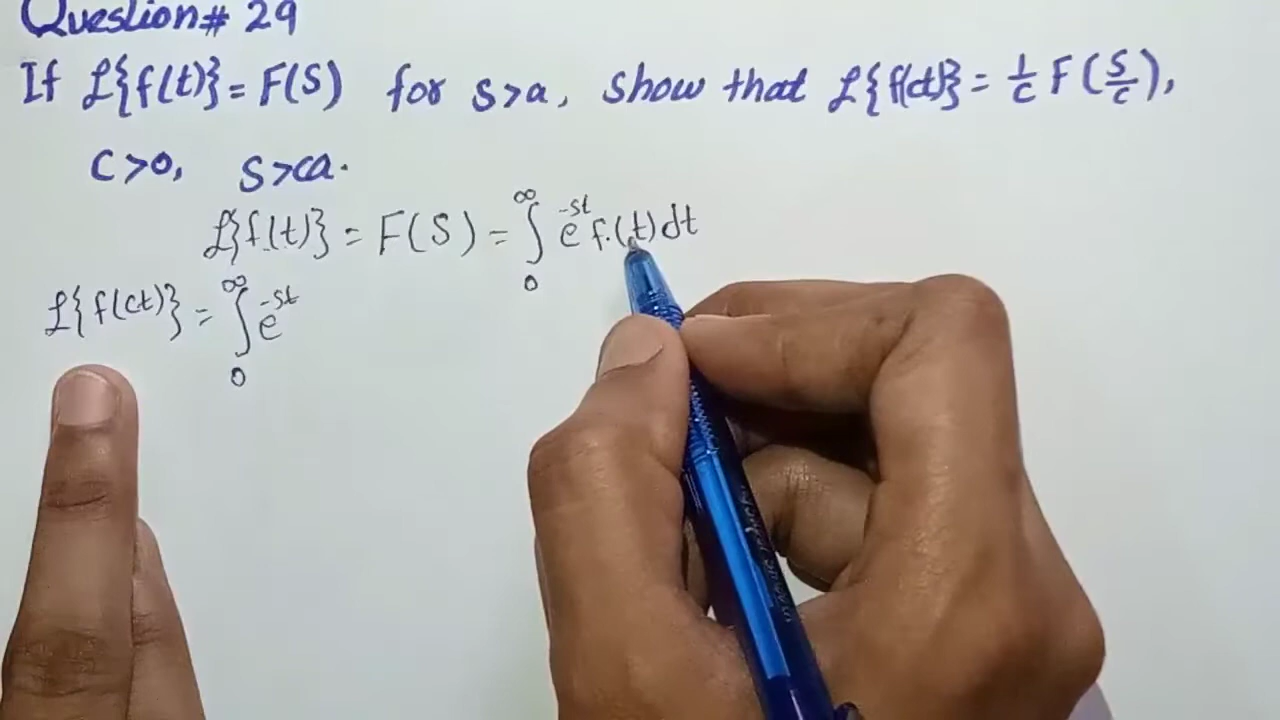 Question# 29
If ℒ{f(t)} = F(S) for s>a, show that ℒ{f(ct)} = 1/c F(s/c),
c>0, s>ca.
ℒ{f(t)} = F(S) = ∫₀^∞ e^-st f(t)dt
ℒ{f(ct)} = ∫₀^∞ e^-st